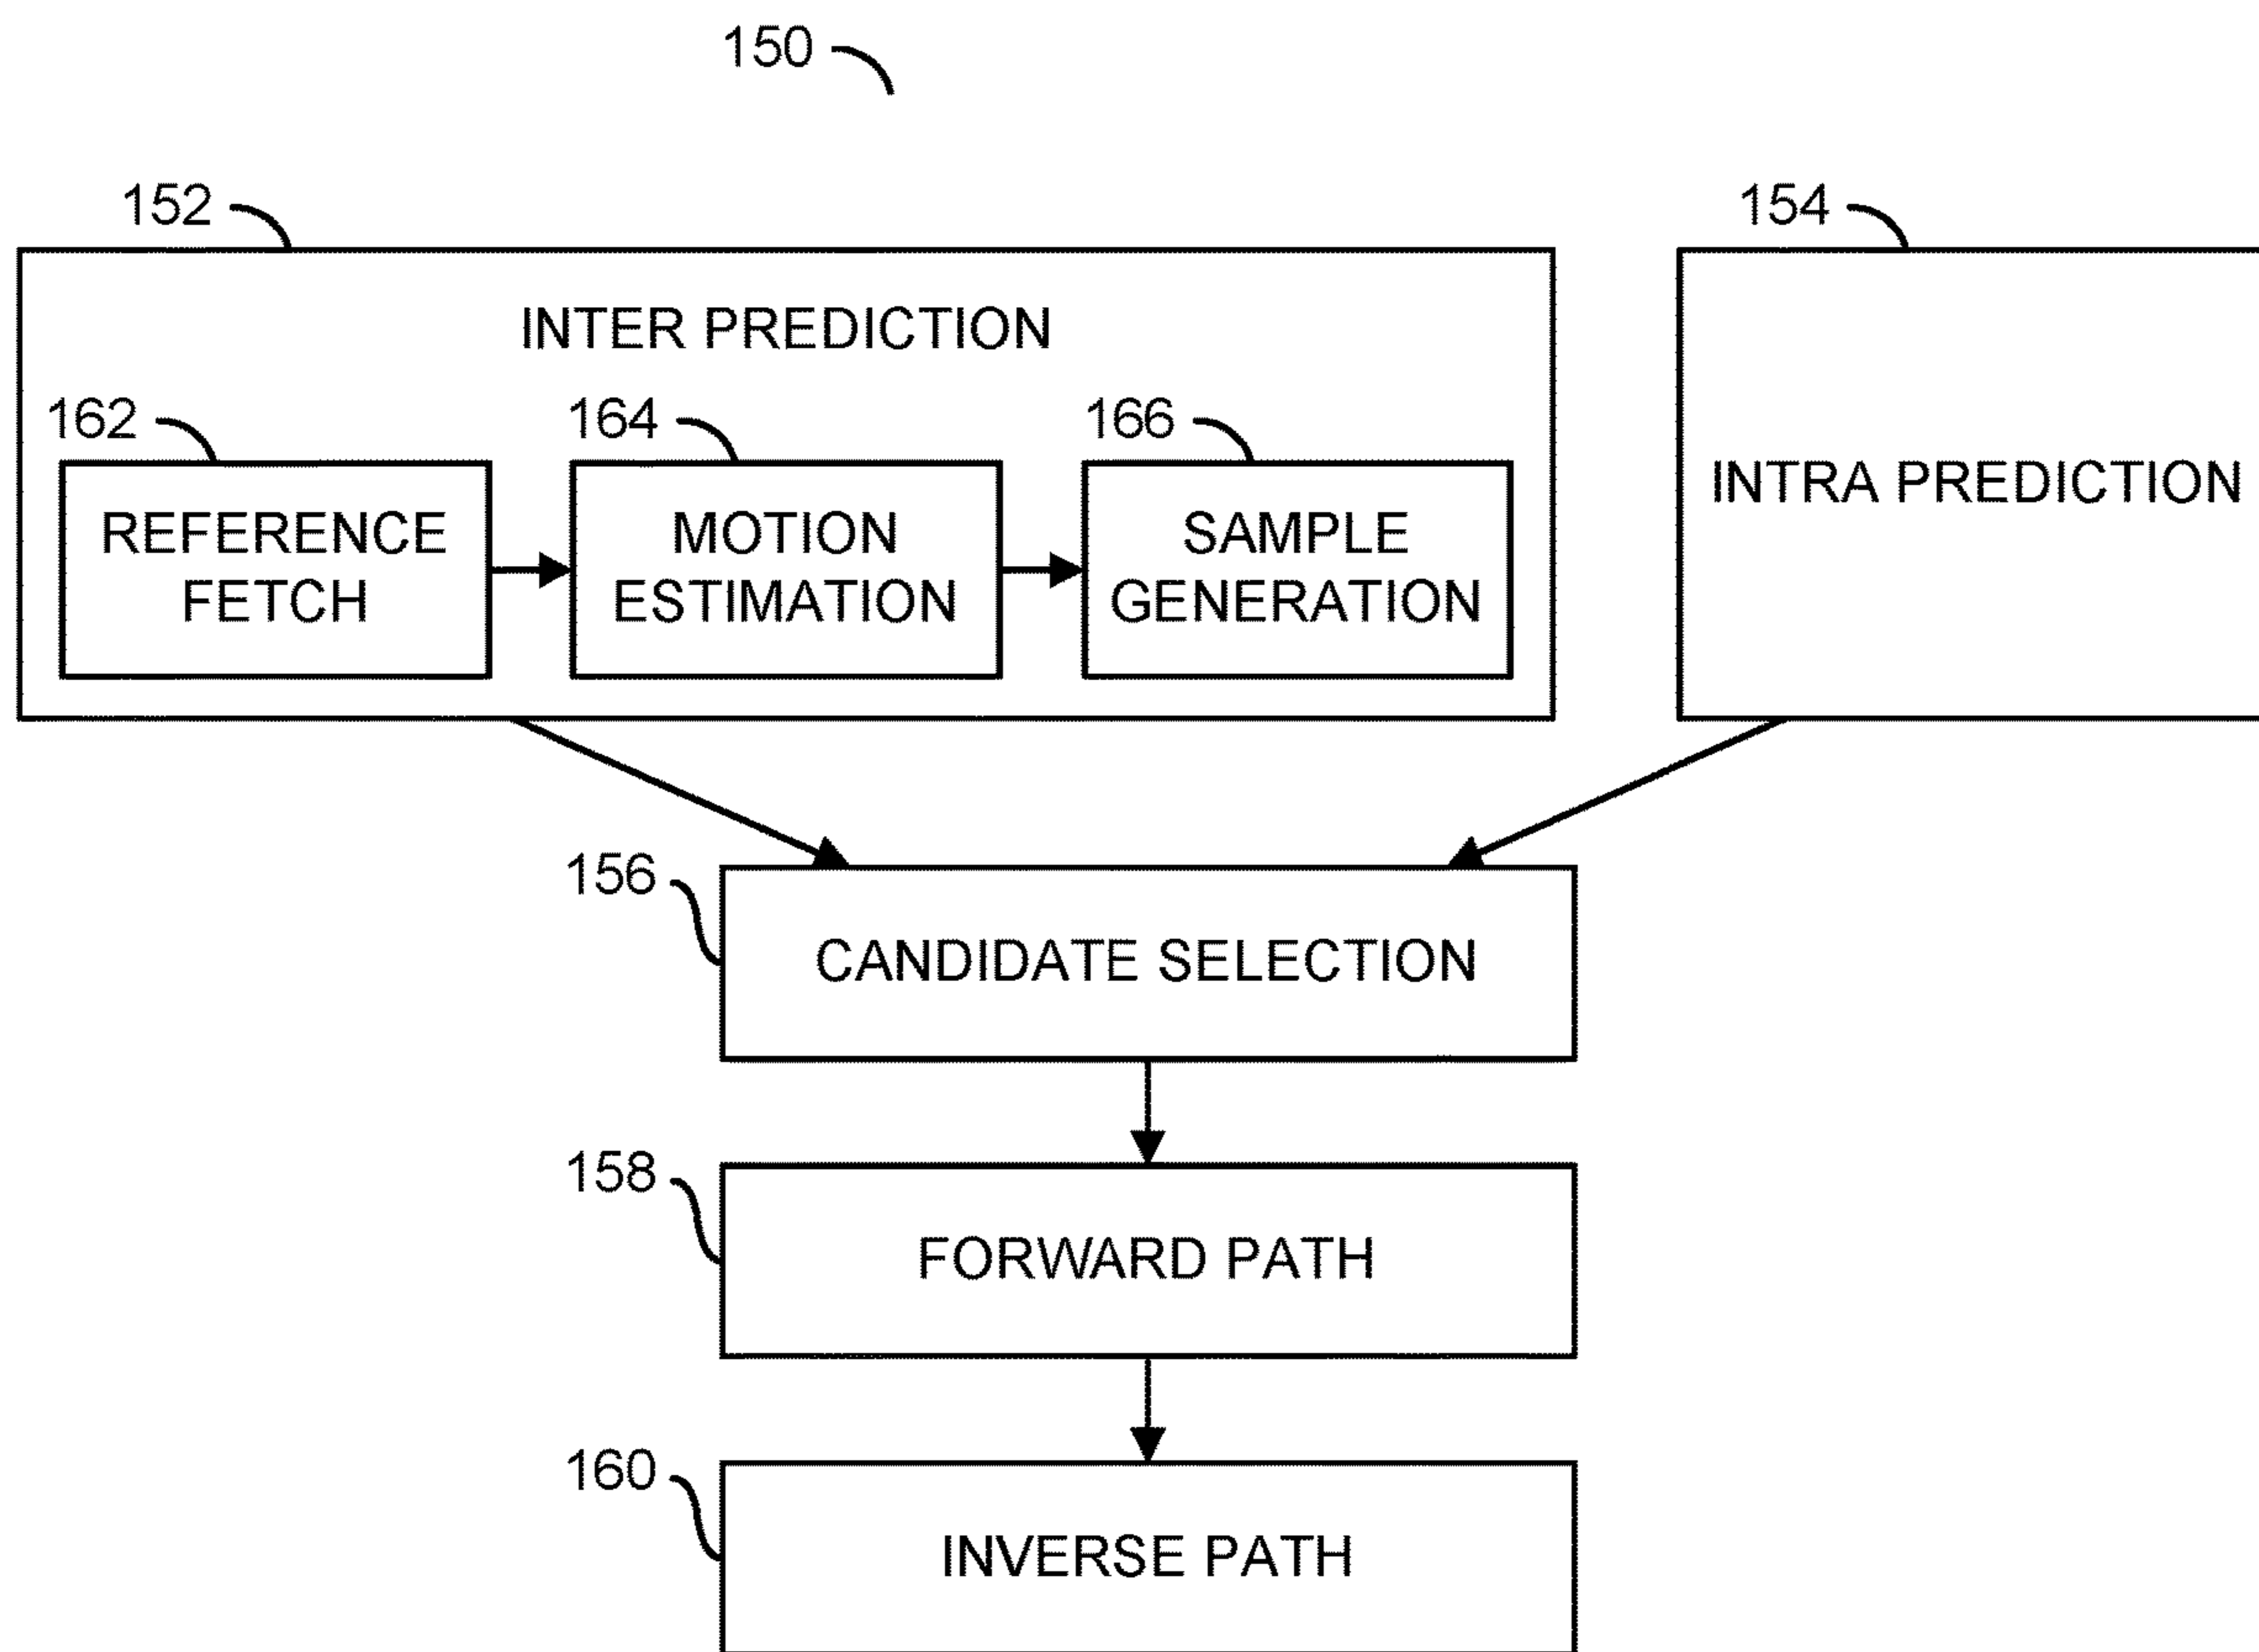 150
152
154
INTER PREDICTION
162
164
166
REFERENCE
FETCH
MOTION
ESTIMATION
SAMPLE
GENERATION
INTRA PREDICTION
156
CANDIDATE SELECTION
158
FORWARD PATH
160
INVERSE PATH